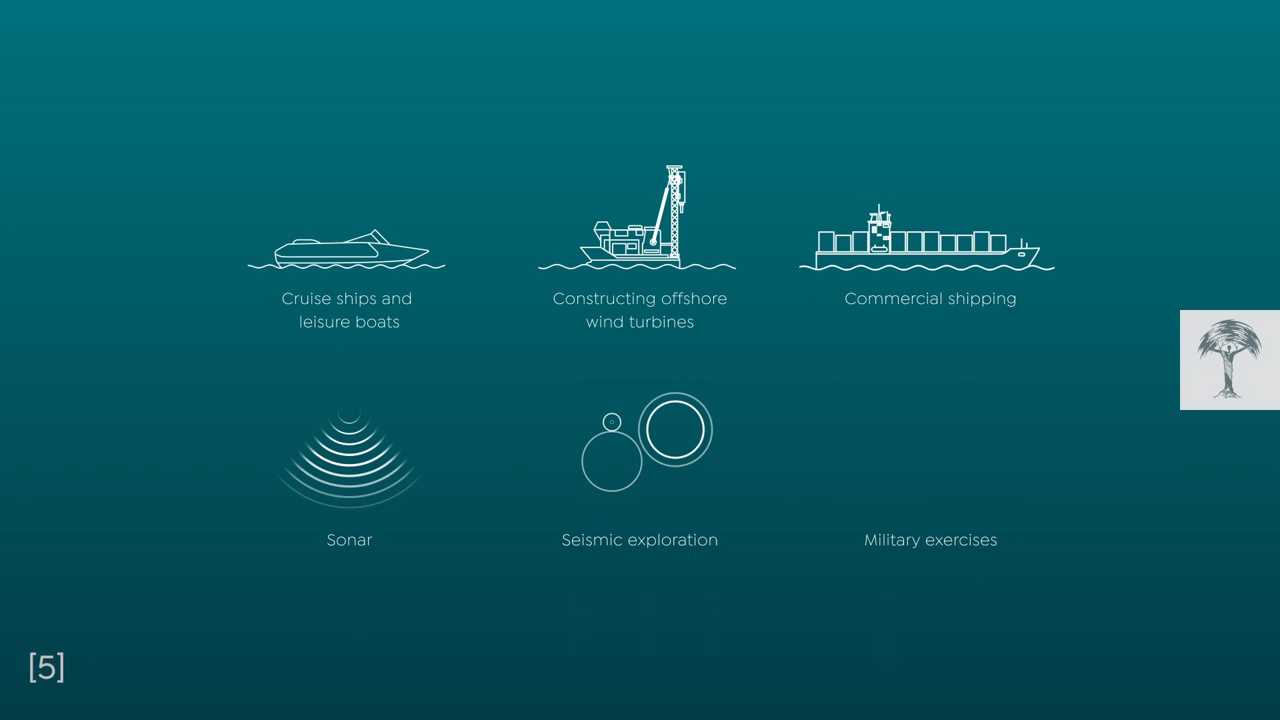 Cruise ships and
leisure boats
Constructing offshore
wind turbines
Commercial shipping
Sonar
Seismic exploration
Military exercises
[5]